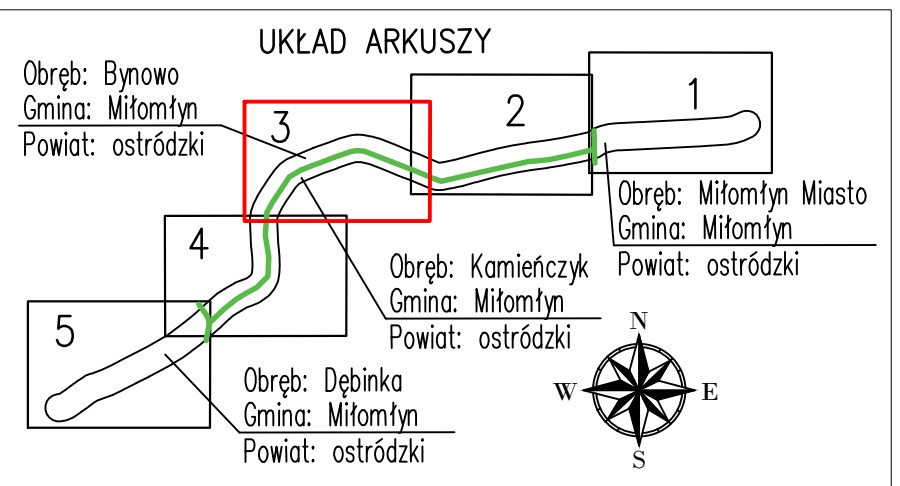 UKŁAD ARKUSZY
Obręb: Bynowo
Gmina: Miłomłyn
Powiat: ostródzki
3
2
1
Obręb: Miłomłyn Miasto
Gmina: Miłomłyn
Powiat: ostródzki
4
Obręb: Kamieńczyk
Gmina: Miłomłyn
Powiat: ostródzki
5
Obręb: Dębinka
Gmina: Miłomłyn
Powiat: ostródzki
N
W E
S